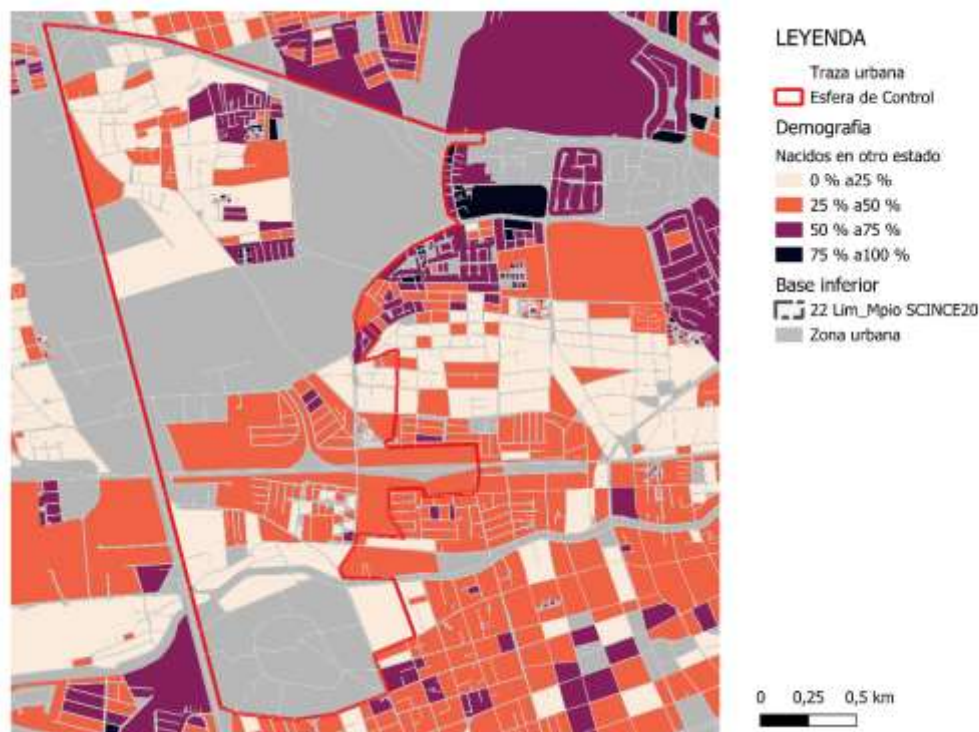 LEYENDA
Traza urbana
Esfera de Control
Demografia
Nacidos en otro estado
0 % a25 %
25 % a50 %
50 % a75 %
75 % a100 %
Base inferior
22 Lim_Mpio SCINCE20
Zona urbana
0 0,25 0,5 km